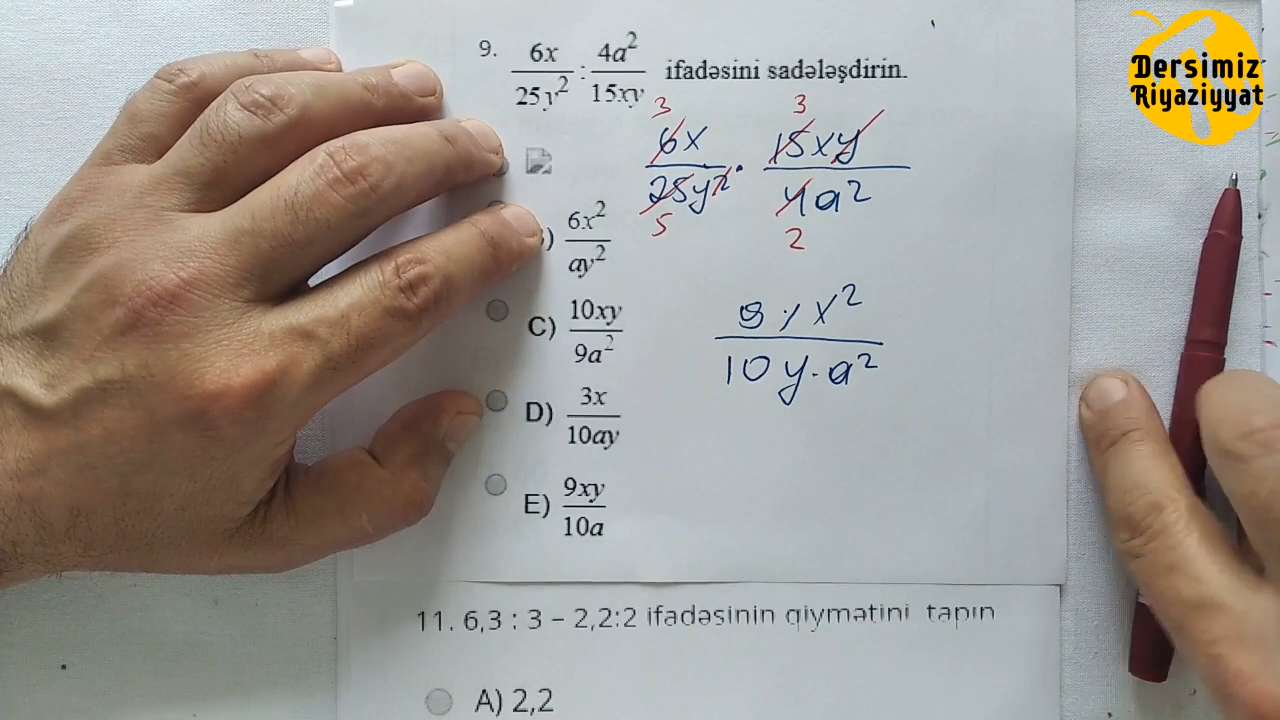 Dersimiz
Riyaziyyat
9. 6x/25y² : 4a²/15xy ifadəsini sadələşdirin.
3 3
6x/25y² · 15xy/4a²
5 2
) 6x²/ay²
C) 10xy/9a²
9 · x²/10y · a²
D) 3x/10ay
E) 9xy/10a
11. 6,3 : 3 – 2,2:2 ifadəsinin qiymətini tapın
A) 2,2